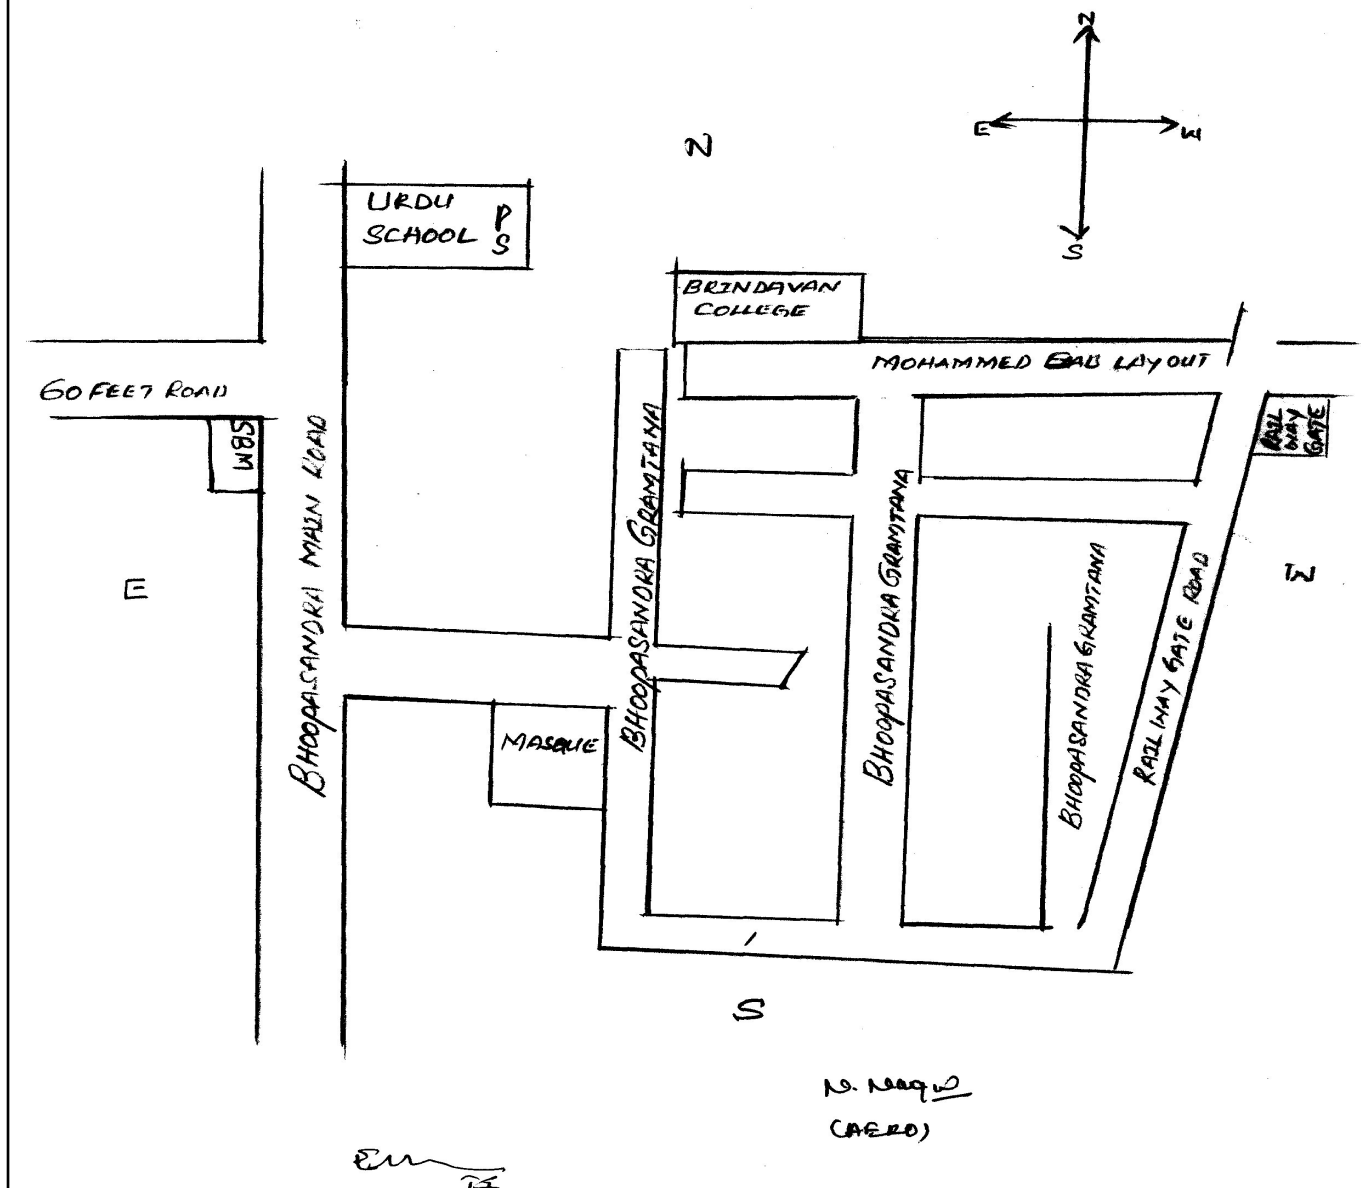 N
N
E
W
S
URDU
SCHOOL
PS
BRINDAVAN
COLLEGE
MOHAMMED LAYOUT
60 FEET ROAD
SBM
RAIL
WAY
GATE
BHOOPASANDRA MAIN ROAD
BHOOPASANDRA GRAMTANA
BHOOPASANDRA GRAMTANA
BHOOPASANDRA GRAMTANA
RAILWAY GATE ROAD
E
W
MASQUE
S
(AERO)